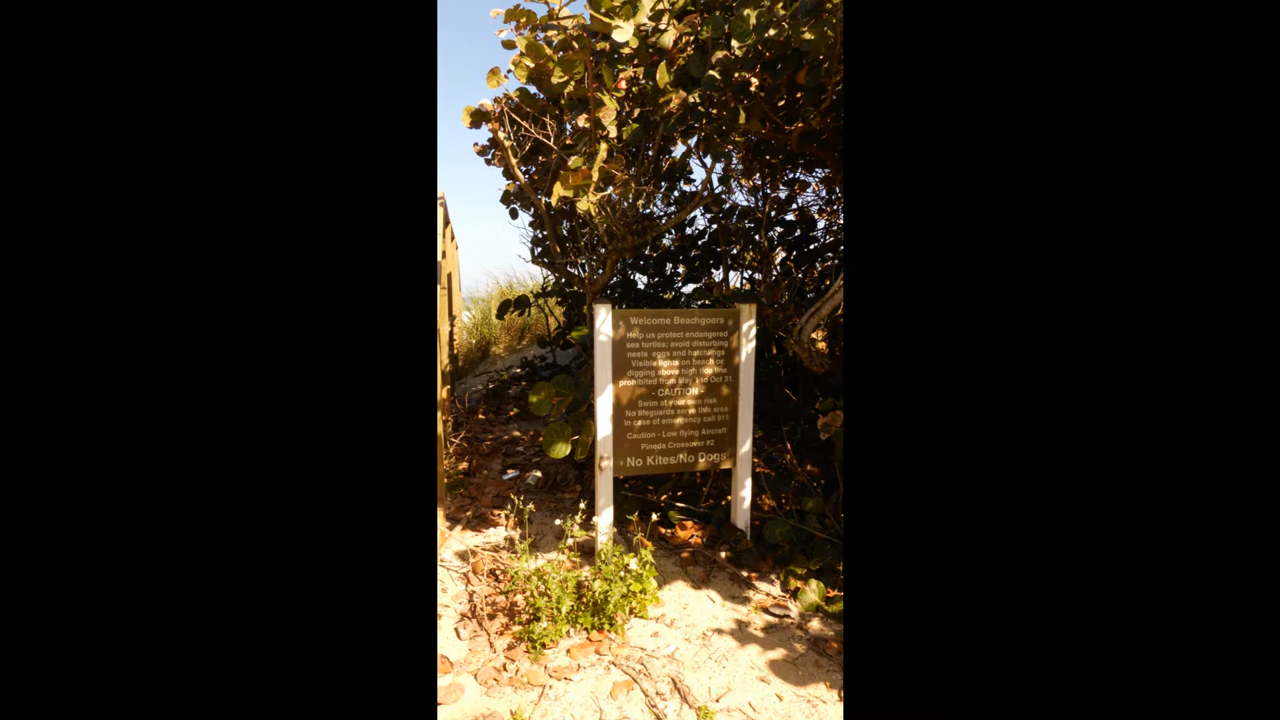 Welcome Beachgoers
Help us protect endangered
sea turtles; avoid disturbing
nests eggs and hatchlings
Visible lights on beach or
digging above high tide line
prohibited from May 1 to Oct 31.
- CAUTION -
Swim at your own risk
No lifeguards serve this area
In case of emergency call 911
Caution - Low flying Aircraft
Pineda Crossover #2
No Kites/No Dogs